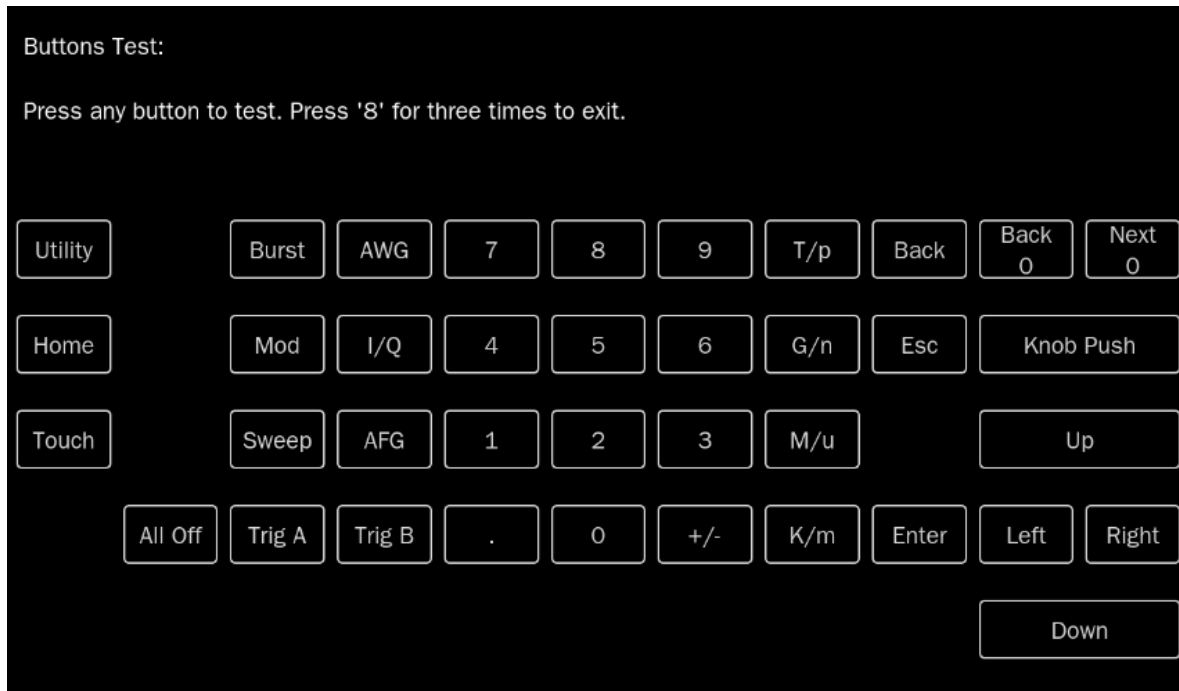 Buttons Test:
Press any button to test. Press '8' for three times to exit.
Utility Burst AWG 7 8 9 T/p Back Back 0 Next 0
Home Mod I/Q 4 5 6 G/n Esc Knob Push
Touch Sweep AFG 1 2 3 M/u Up
All Off Trig A Trig B . 0 +/- K/m Enter Left Right
Down